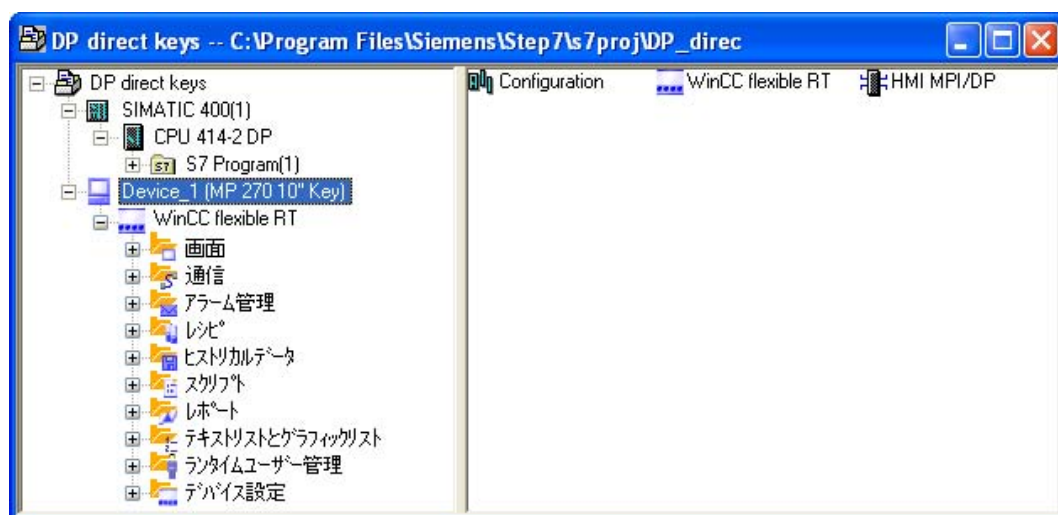 DP direct keys -- C:\Program Files\Siemens\Step7\s7proj\DP_direc
DP direct keys
SIMATIC 400(1)
CPU 414-2 DP
S7 S7 Program(1)
Device_1 (MP 270 10" Key)
WinCC flexible RT
画面
通信
アラーム管理
レシピ
ヒストリカルデータ
スクリプト
レポート
テキストリストとグラフィックリスト
ランタイムユーザー管理
デバイス設定
Configuration WinCC flexible RT HMI MPI/DP